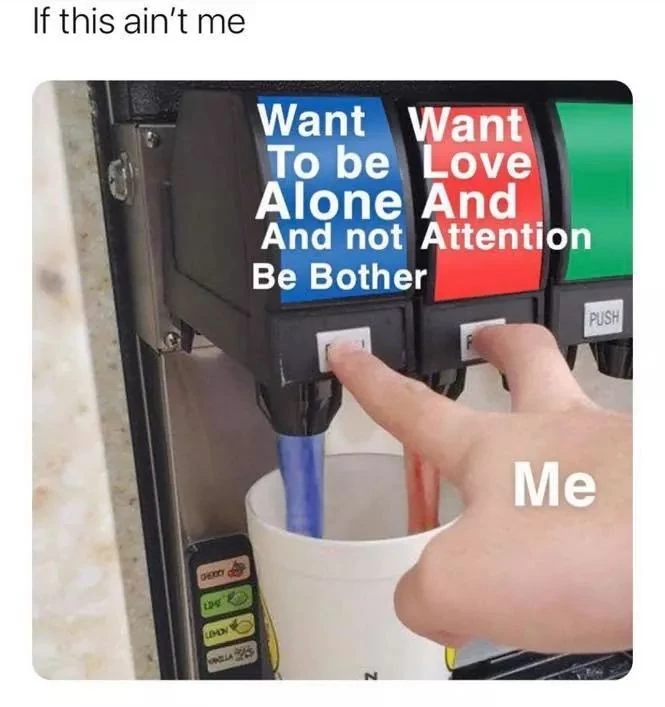 If this ain't me
Want
To be
Alone
And not
Be Bother
Want
Love
And
Attention
PUSH
Me
CHERRY
LIME
LEMON
VANILLA